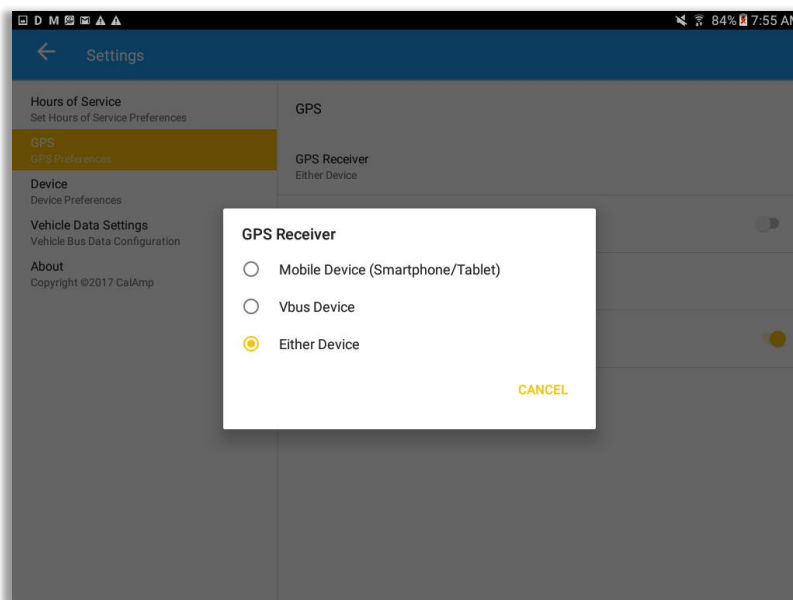 D M 84% 7:55 AM
Settings
Hours of Service
Set Hours of Service Preferences
GPS
GPS Preferences
Device
Device Preferences
Vehicle Data Settings
Vehicle Bus Data Configuration
About
Copyright ©2017 CalAmp
GPS
GPS Receiver
Either Device
GPS Receiver
Mobile Device (Smartphone/Tablet)
Vbus Device
Either Device
CANCEL